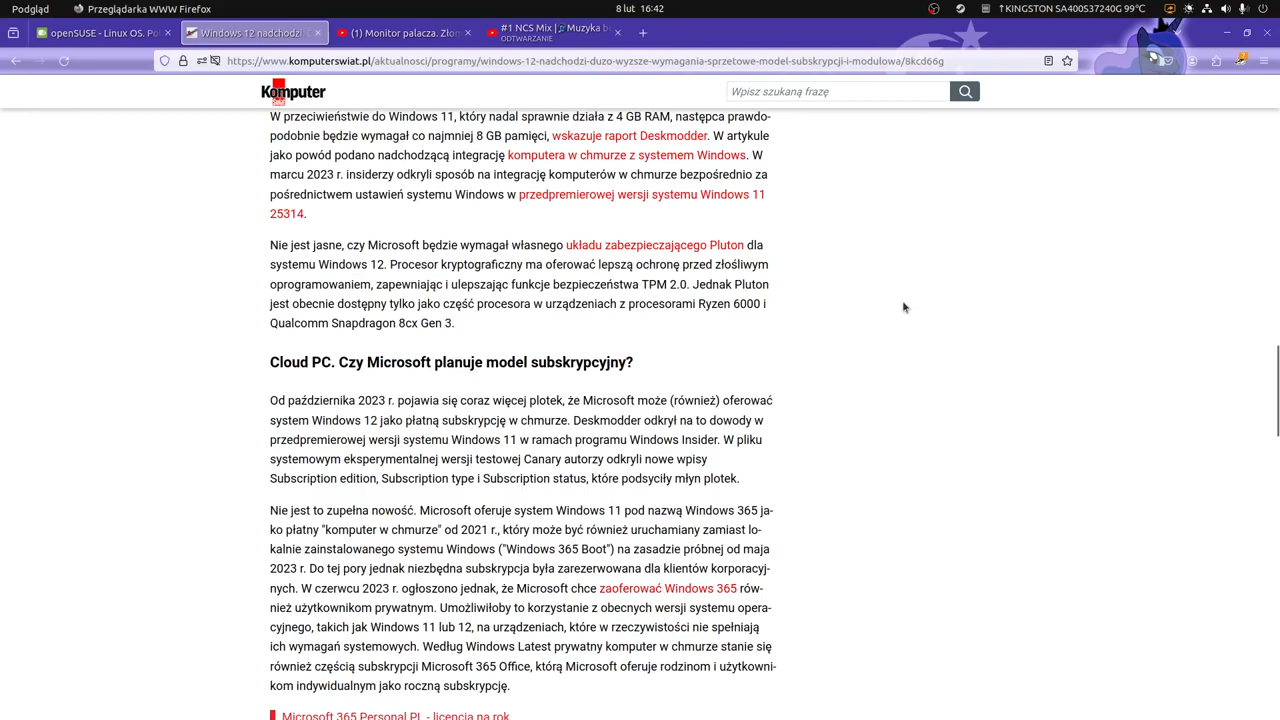 Podgląd
Przeglądarka WWW Firefox
8 lut 16:42
↑KINGSTON SA400S37240G 99°C
openSUSE - Linux OS. Po
Windows 12 nadchodzi.
(1) Monitor palacza. Złom
#1 NCS Mix | Muzyka b
ODTWARZANIE
https://www.komputerswiat.pl/aktualnosci/programy/windows-12-nadchodzi-duzo-wyzsze-wymagania-sprzetowe-model-subskrypcji-i-modulowa/8kcd66g
Komputer
Świat
Wpisz szukaną frazę
W przeciwieństwie do Windows 11, który nadal sprawnie działa z 4 GB RAM, następca prawdo-
podobnie będzie wymagał co najmniej 8 GB pamięci, wskazuje raport Deskmodder. W artykule
jako powód podano nadchodzącą integrację komputera w chmurze z systemem Windows. W
marcu 2023 r. insiderzy odkryli sposób na integrację komputerów w chmurze bezpośrednio za
pośrednictwem ustawień systemu Windows w przedpremierowej wersji systemu Windows 11
25314.
Nie jest jasne, czy Microsoft będzie wymagał własnego układu zabezpieczającego Pluton dla
systemu Windows 12. Procesor kryptograficzny ma oferować lepszą ochronę przed złośliwym
oprogramowaniem, zapewniając i ulepszając funkcje bezpieczeństwa TPM 2.0. Jednak Pluton
jest obecnie dostępny tylko jako część procesora w urządzeniach z procesorami Ryzen 6000 i
Qualcomm Snapdragon 8cx Gen 3.
Cloud PC. Czy Microsoft planuje model subskrypcyjny?
Od października 2023 r. pojawia się coraz więcej plotek, że Microsoft może (również) oferować
system Windows 12 jako płatną subskrypcję w chmurze. Deskmodder odkrył na to dowody w
przedpremierowej wersji systemu Windows 11 w ramach programu Windows Insider. W pliku
systemowym eksperymentalnej wersji testowej Canary autorzy odkryli nowe wpisy
Subscription edition, Subscription type i Subscription status, które podsyciły młyn plotek.
Nie jest to zupełna nowość. Microsoft oferuje system Windows 11 pod nazwą Windows 365 ja-
ko płatny "komputer w chmurze" od 2021 r., który może być również uruchamiany zamiast lo-
kalnie zainstalowanego systemu Windows ("Windows 365 Boot") na zasadzie próbnej od maja
2023 r. Do tej pory jednak niezbędna subskrypcja była zarezerwowana dla klientów korporacyj-
nych. W czerwcu 2023 r. ogłoszono jednak, że Microsoft chce zaoferować Windows 365 rów-
nież użytkownikom prywatnym. Umożliwiłoby to korzystanie z obecnych wersji systemu opera-
cyjnego, takich jak Windows 11 lub 12, na urządzeniach, które w rzeczywistości nie spełniają
ich wymagań systemowych. Według Windows Latest prywatny komputer w chmurze stanie się
również częścią subskrypcji Microsoft 365 Office, którą Microsoft oferuje rodzinom i użytkowni-
kom indywidualnym jako roczną subskrypcję.
Microsoft 365 Personal PL - licencja na rok